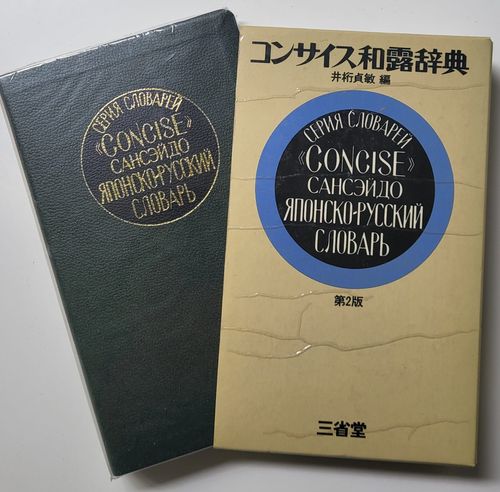 СЕРИЯ СЛОВАРЕЙ
《CONCISE》
САНСЭЙДО
ЯПОНСКО-РУССКИЙ
СЛОВАРЬ
コンサイス和露辞典
井桁貞敏 編
СЕРИЯ СЛОВАРЕЙ
《CONCISE》
САНСЭЙДО
ЯПОНСКО-РУССКИЙ
СЛОВАРЬ
第2版
三省堂